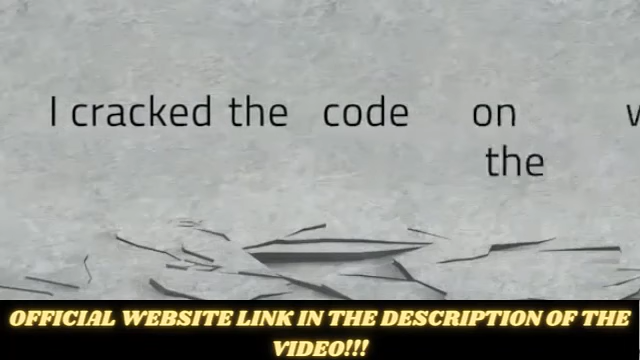 I cracked the code on
the
OFFICIAL WEBSITE LINK IN THE DESCRIPTION OF THE
VIDEO!!!